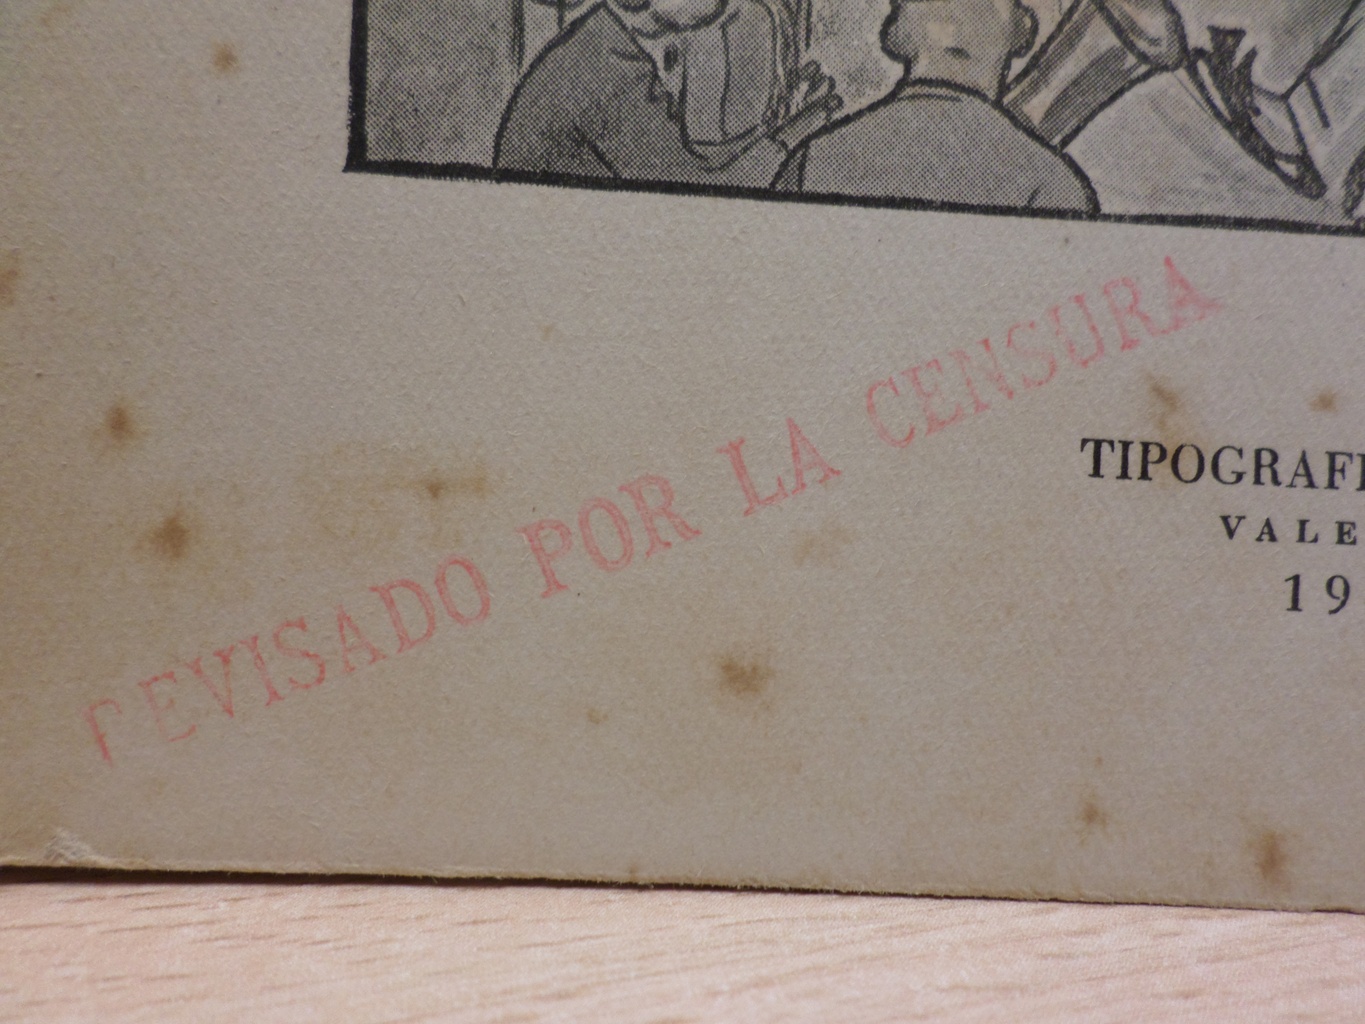 REVISADO POR LA CENSURA
TIPOGRAFI
VALE
19